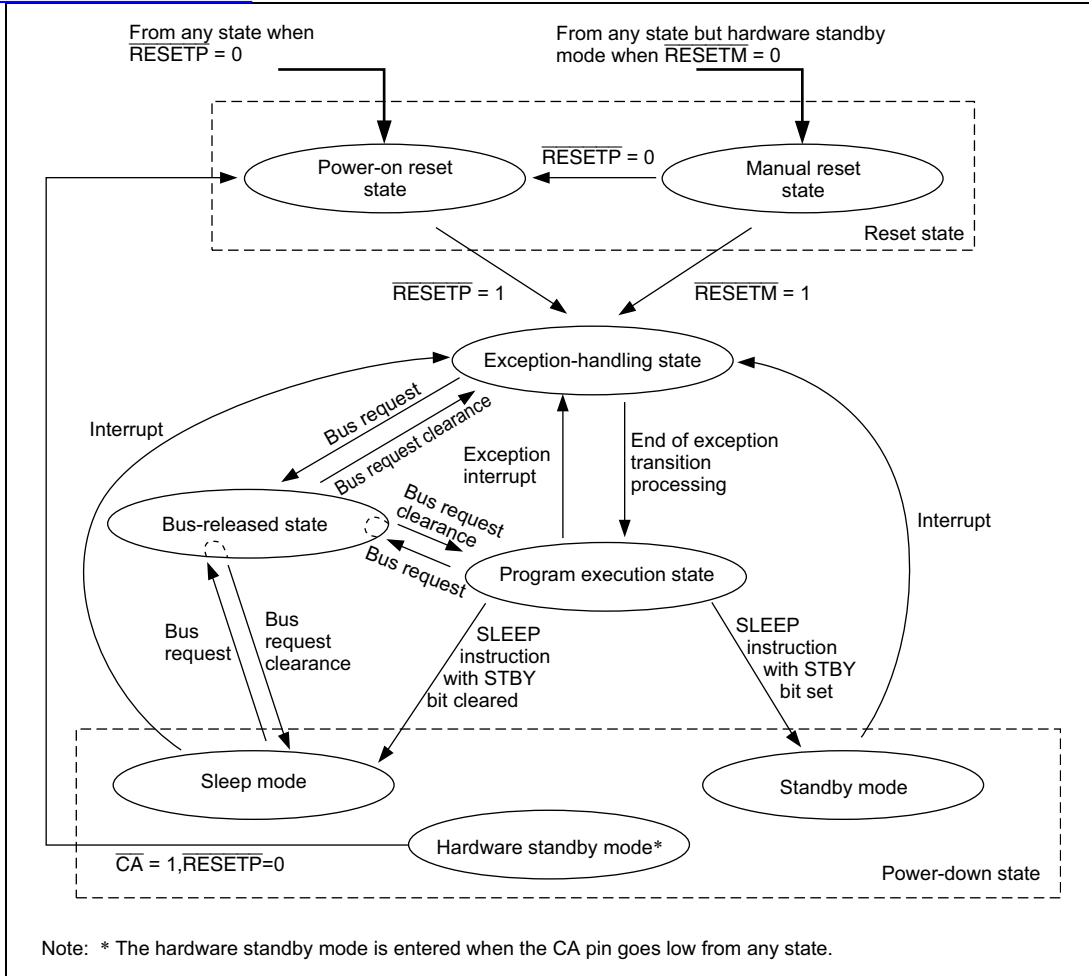 From any state when
RESETP = 0
From any state but hardware standby
mode when RESETM = 0
Power-on reset
state
RESETP = 0
Manual reset
state
Reset state
RESETP = 1
RESETM = 1
Exception-handling state
Interrupt
Bus request
Bus request clearance
Exception
interrupt
End of exception
transition
processing
Interrupt
Bus-released state
Bus request
clearance
Bus request
Program execution state
Bus
request
Bus
request
clearance
SLEEP
instruction
with STBY
bit cleared
SLEEP
instruction
with STBY
bit set
Sleep mode
Standby mode
Hardware standby mode*
CA = 1,RESETP=0
Power-down state
Note: * The hardware standby mode is entered when the CA pin goes low from any state.